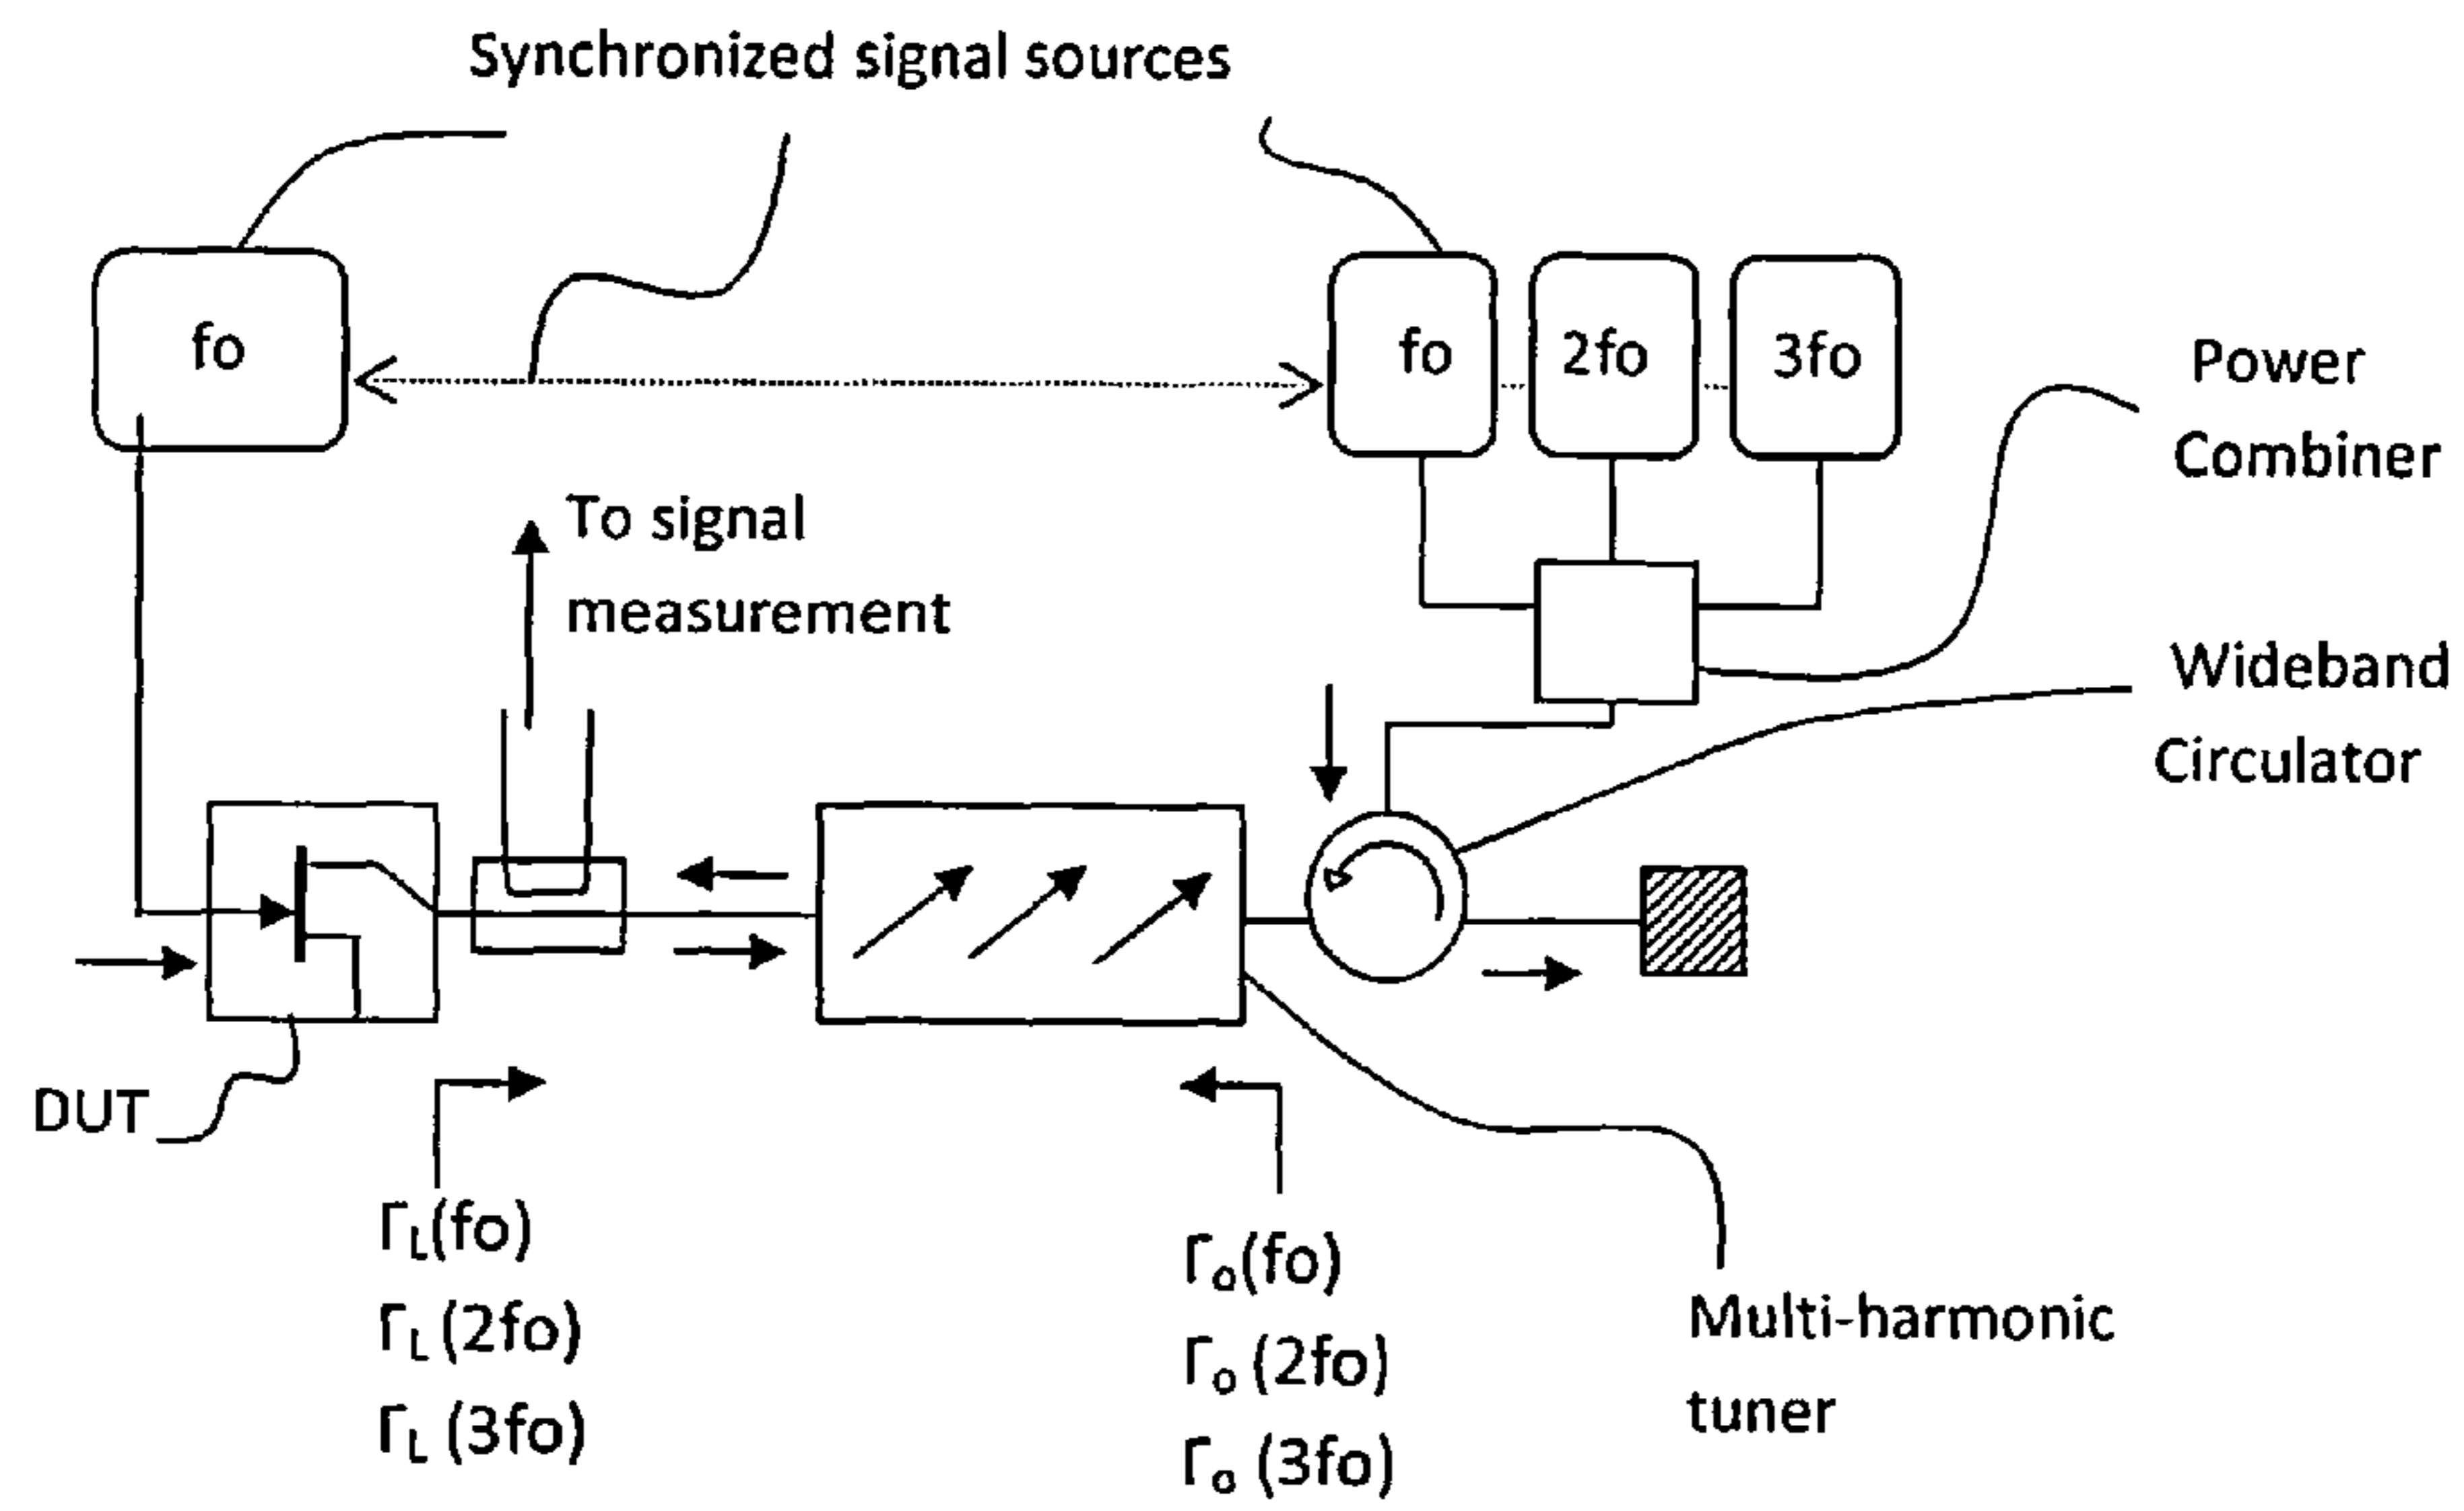 Synchronized signal sources
fo
fo
2fo
3fo
Power
Combiner
To signal
measurement
Wideband
Circulator
DUT
ΓL(fo)
ΓL(2fo)
ΓL(3fo)
Γo(fo)
Γo(2fo)
Γo(3fo)
Multi-harmonic
tuner